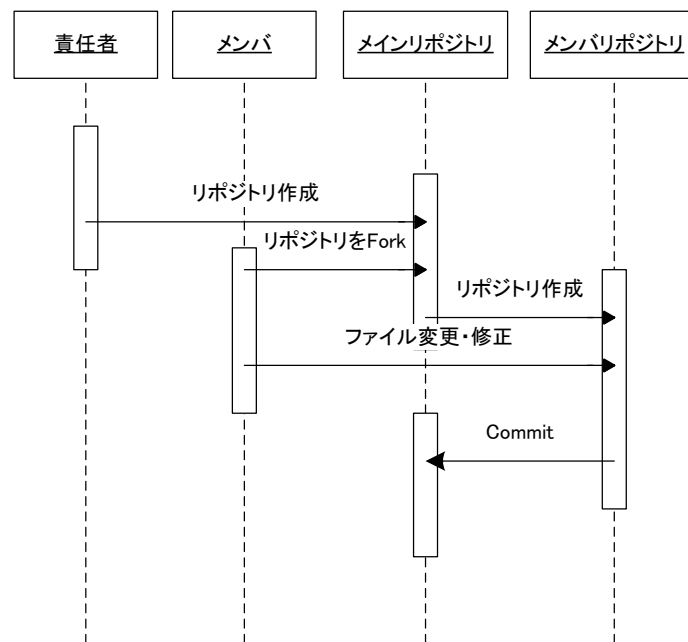 責任者
メンバ
メインリポジトリ
メンバリポジトリ
リポジトリ作成
リポジトリをFork
リポジトリ作成
ファイル変更・修正
Commit